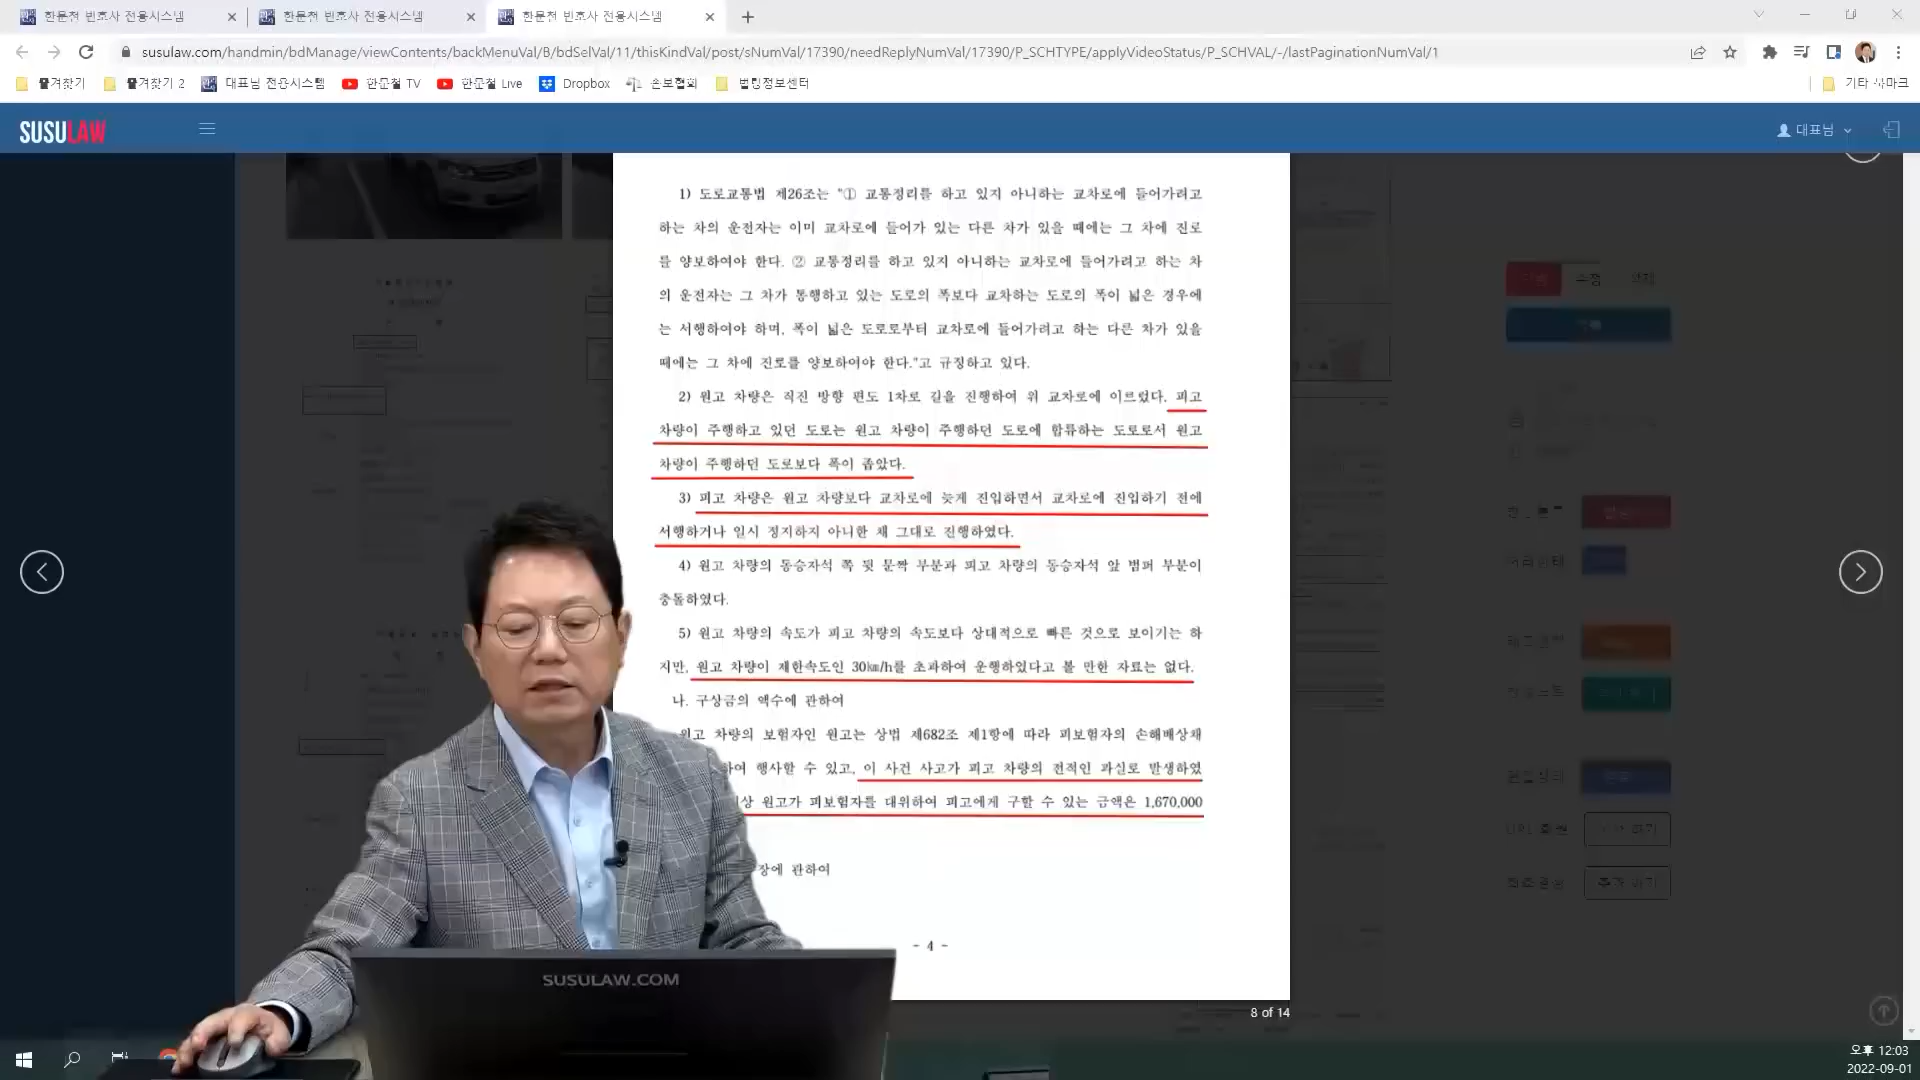 한문철 변호사 전용시스템
한문철 변호사 전용시스템
한문철 변호사 전용시스템
susulaw.com/handmin/bdManage/viewContents/backMenuVal/B/bdSelVal/11/thisKindVal/post/sNumVal/17390/needReplyNumVal/17390/P_SCHTYPE/applyVideoStatus/P_SCHVAL/-/lastPaginationNumVal/1
즐겨찾기 즐겨찾기 2 대표님 전용시스템 한문철 TV 한문철 Live Dropbox 손보협회 법률정보센터 기타 북마크
SUSULAW
대표님
1) 도로교통법 제26조는 "① 교통정리를 하고 있지 아니하는 교차로에 들어가려고
하는 차의 운전자는 이미 교차로에 들어가 있는 다른 차가 있을 때에는 그 차에 진로
를 양보하여야 한다. ② 교통정리를 하고 있지 아니하는 교차로에 들어가려고 하는 차
의 운전자는 그 차가 통행하고 있는 도로의 폭보다 교차하는 도로의 폭이 넓은 경우에
는 서행하여야 하며, 폭이 넓은 도로로부터 교차로에 들어가려고 하는 다른 차가 있을
때에는 그 차에 진로를 양보하여야 한다."고 규정하고 있다.
2) 원고 차량은 직진 방향 편도 1차로 길을 진행하여 위 교차로에 이르렀다. 피고
차량이 주행하고 있던 도로는 원고 차량이 주행하던 도로에 합류하는 도로로서 원고
차량이 주행하던 도로보다 폭이 좁았다.
3) 피고 차량은 원고 차량보다 교차로에 늦게 진입하면서 교차로에 진입하기 전에
서행하거나 일시 정지하지 아니한 채 그대로 진행하였다.
4) 원고 차량의 동승자석 쪽 뒷 문짝 부분과 피고 차량의 동승자석 앞 범퍼 부분이
충돌하였다.
5) 원고 차량의 속도가 피고 차량의 속도보다 상대적으로 빠른 것으로 보이기는 하
지만, 원고 차량이 제한속도인 30㎞/h를 초과하여 운행하였다고 볼 만한 자료는 없다.
나. 구상금의 액수에 관하여
원고 차량의 보험자인 원고는 상법 제682조 제1항에 따라 피보험자의 손해배상채
하여 행사할 수 있고, 이 사건 사고가 피고 차량의 전적인 과실로 발생하였
이상 원고가 피보험자를 대위하여 피고에게 구할 수 있는 금액은 1,670,000
장에 관하여
- 4 -
8 of 14
SUSULAW.COM
오후 12:03
2022-09-01